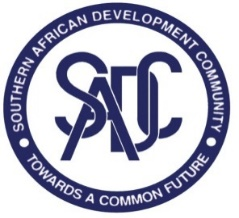 SOUTHERN AFRICAN DEVELOPMENT COMMUNITY
SADC
TOWARDS A COMMON FUTURE